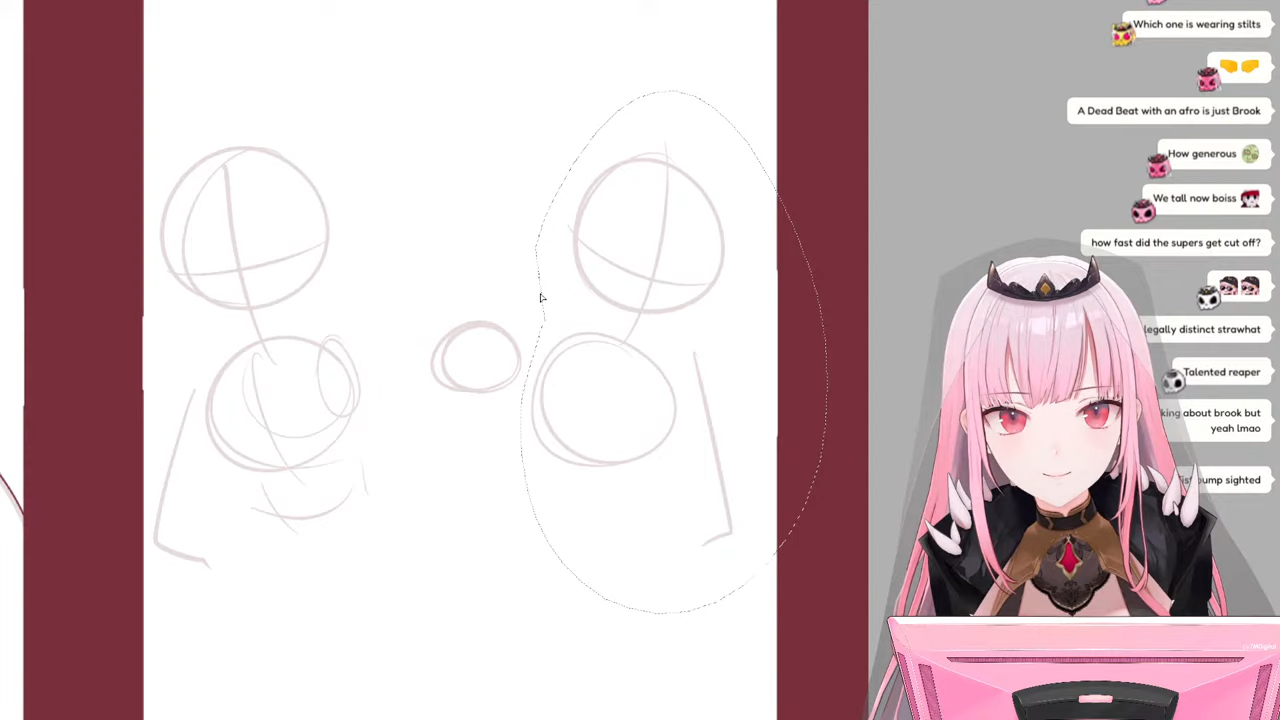 Which one is wearing stilts
A Dead Beat with an afro is just Brook
How generous
We tall now boiss
how fast did the supers get cut off?
legally distinct strawhat
Talented reaper
king about brook but
yeah lmao
ump sighted